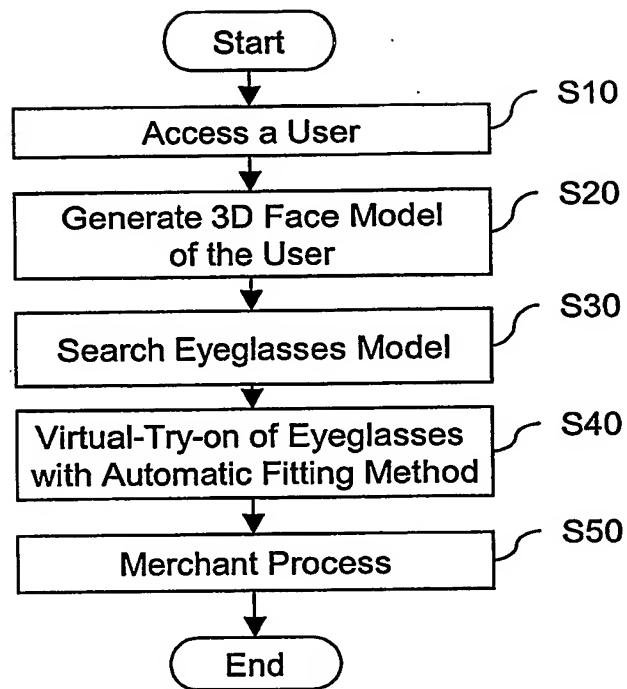 Start
Access a User
S10
Generate 3D Face Model
of the User
S20
Search Eyeglasses Model
S30
Virtual-Try-on of Eyeglasses
with Automatic Fitting Method
S40
Merchant Process
S50
End